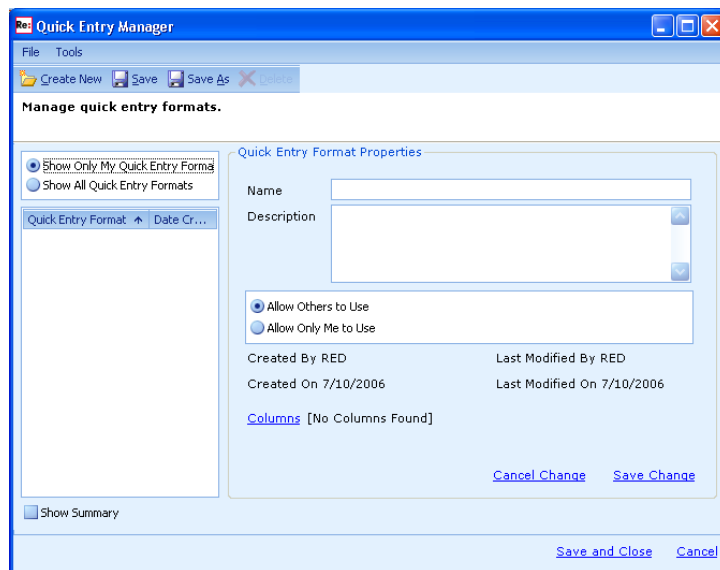 Re: Quick Entry Manager
File Tools
Create New Save Save As Delete
Manage quick entry formats.
Show Only My Quick Entry Forma
Show All Quick Entry Formats
Quick Entry Format Date Cr...
Quick Entry Format Properties
Name
Description
Allow Others to Use
Allow Only Me to Use
Created By RED Last Modified By RED
Created On 7/10/2006 Last Modified On 7/10/2006
Columns [No Columns Found]
Cancel Change Save Change
Show Summary
Save and Close Cancel